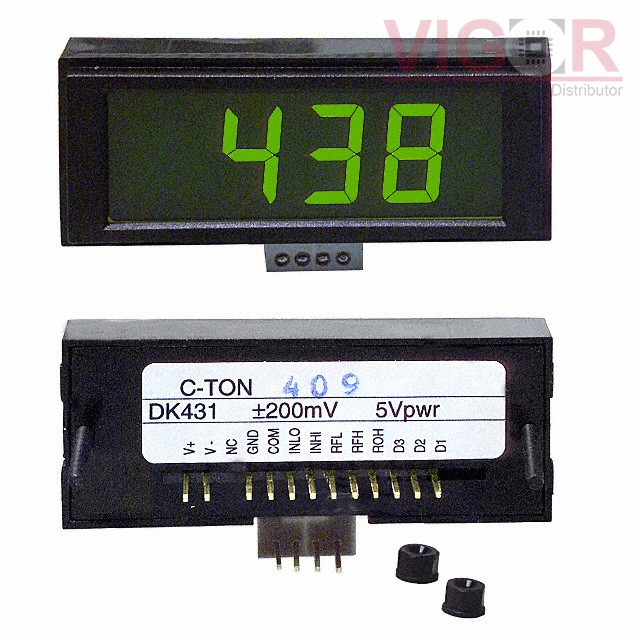 VIGOR
Distributor
438
C-TON 409
DK431 ±200mV 5Vpwr
V+ V- NC GND COM INLO INHI RFL RFH ROH D3 D2 D1